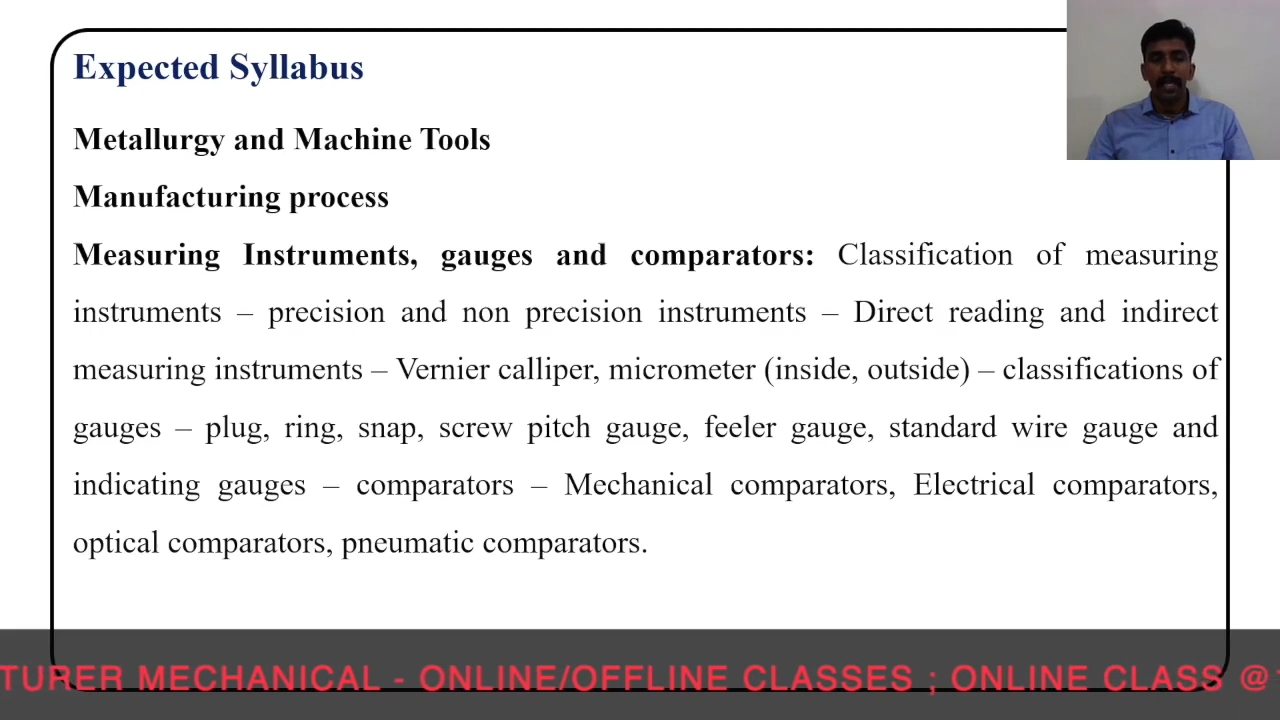 Expected Syllabus
Metallurgy and Machine Tools
Manufacturing process
Measuring Instruments, gauges and comparators: Classification of measuring
instruments – precision and non precision instruments – Direct reading and indirect
measuring instruments – Vernier calliper, micrometer (inside, outside) – classifications of
gauges – plug, ring, snap, screw pitch gauge, feeler gauge, standard wire gauge and
indicating gauges – comparators – Mechanical comparators, Electrical comparators,
optical comparators, pneumatic comparators.
TURER MECHANICAL - ONLINE/OFFLINE CLASSES ; ONLINE CLASS @